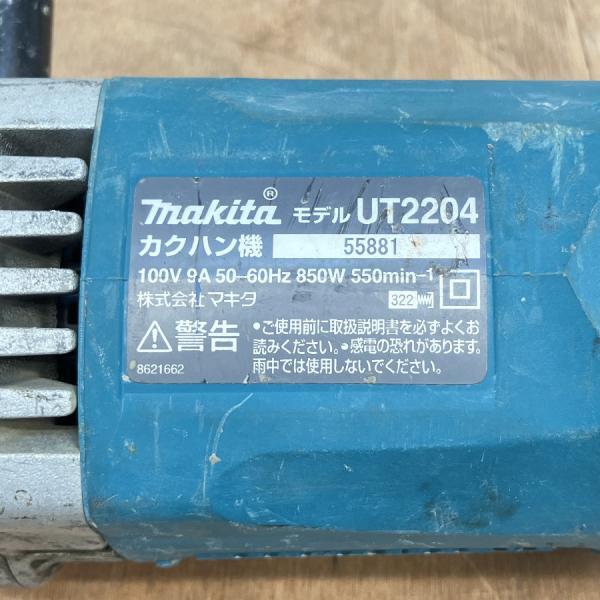 makita® モデル UT2204
カクハン機 55881
100V 9A 50-60Hz 850W 550min-1
株式会社マキタ 322
警告 •ご使用前に取扱説明書を必ずよくお
読みください。•感電の恐れがあります。
8621662 雨中では使用しないでください。